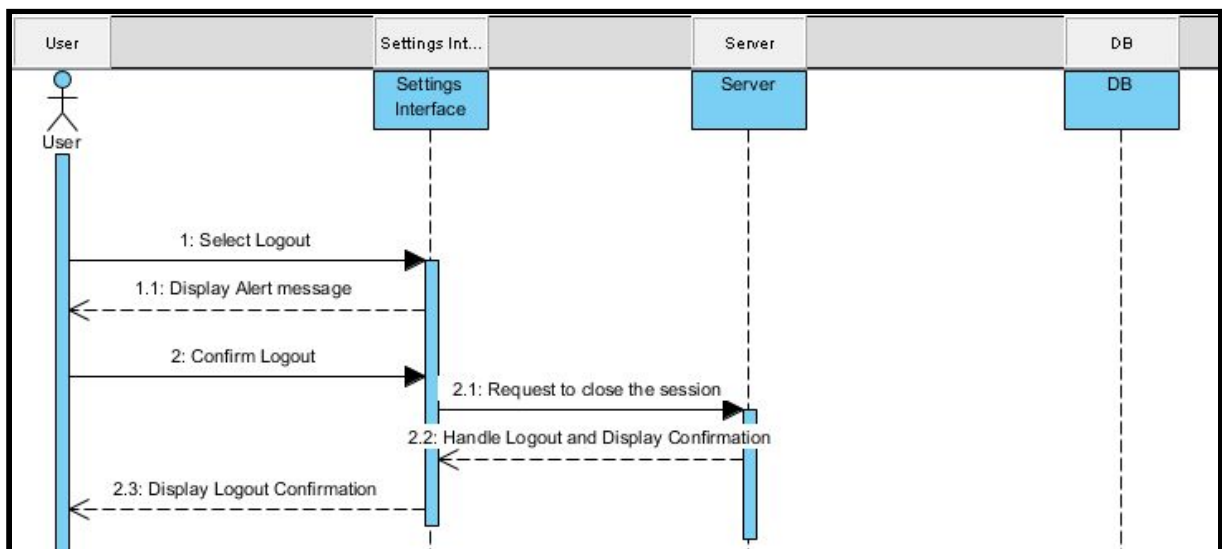 User
Settings Int...
Server
DB
Settings
Interface
Server
DB
User
1: Select Logout
1.1: Display Alert message
2: Confirm Logout
2.1: Request to close the session
2.2: Handle Logout and Display Confirmation
2.3: Display Logout Confirmation